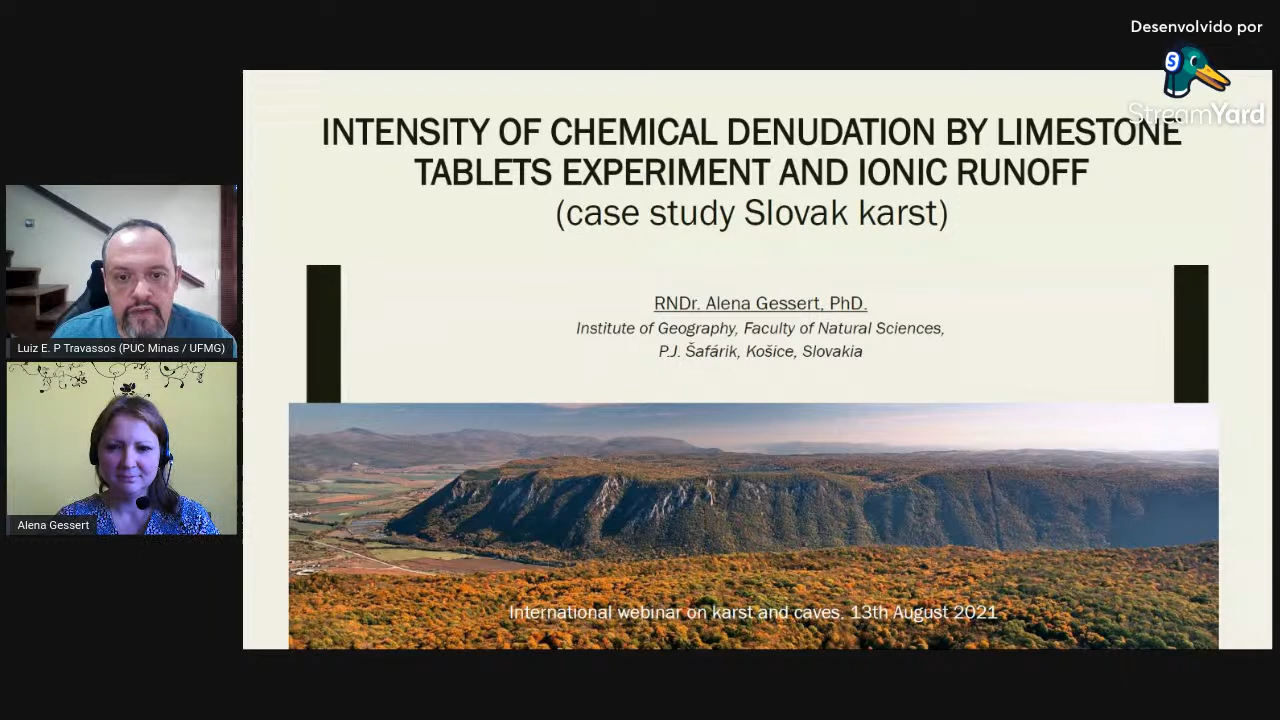 Desenvolvido por
StreamYard
INTENSITY OF CHEMICAL DENUDATION BY LIMESTONE
TABLETS EXPERIMENT AND IONIC RUNOFF
(case study Slovak karst)
RNDr. Alena Gessert, PhD.
Institute of Geography, Faculty of Natural Sciences,
P.J. Šafárik, Košice, Slovakia
International webinar on karst and caves, 13th August 2021
Luiz E. P Travassos (PUC Minas / UFMG)
Alena Gessert